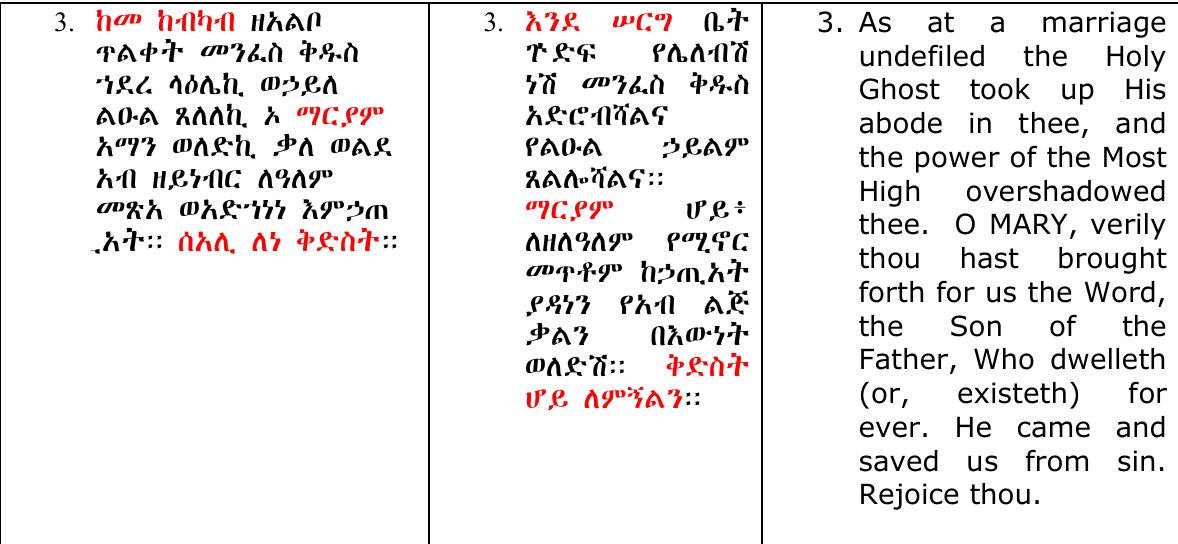 3. ከመ ከብካብ ዘአልቦ
ጥልቀት መንፈስ ቅዱስ
ኀደረ ላዕሌኪ ወኃይለ
ልዑል ጸለለኪ ኦ ማርያም
አማን ወለድኪ ቃለ ወልደ
አብ ዘይነብር ለዓለም
መጽአ ወአድኀነነ እምኃጠ
ኢአት፡፡ ሰአሊ ለነ ቅድስት፡፡
3. እንደ ሠርግ ቤት
ጕድፍ የሌለብሽ
ነሽ መንፈስ ቅዱስ
አድሮብሻልና
የልዑል ኃይልም
ጸልሎሻልና፡፡
ማርያም ሆይ፥
ለዘለዓለም የሚኖር
መጥቶም ከኃጢአት
ያዳነን የአብ ልጅ
ቃልን በእውነት
ወለድሽ፡፡ ቅድስት
ሆይ ለምኝልን፡፡
3. As at a marriage
undefiled the Holy
Ghost took up His
abode in thee, and
the power of the Most
High overshadowed
thee. O MARY, verily
thou hast brought
forth for us the Word,
the Son of the
Father, Who dwelleth
(or, existeth) for
ever. He came and
saved us from sin.
Rejoice thou.